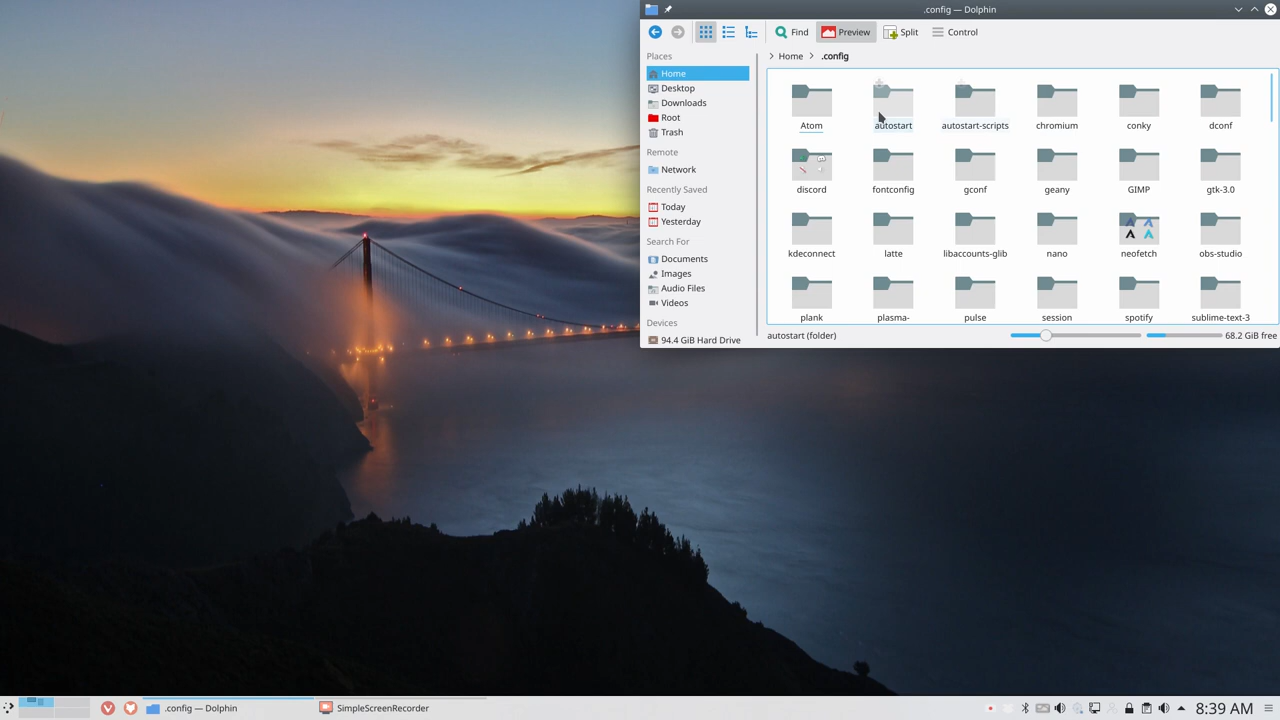 .config — Dolphin
Find Preview Split Control
Places
Home
Desktop
Downloads
Root
Trash
Remote
Network
Recently Saved
Today
Yesterday
Search For
Documents
Images
Audio Files
Videos
Devices
94.4 GiB Hard Drive
Home .config
Atom autostart autostart-scripts chromium conky dconf
discord fontconfig gconf geany GIMP gtk-3.0
kdeconnect latte libaccounts-glib nano neofetch obs-studio
plank plasma- pulse session spotify sublime-text-3
autostart (folder) 68.2 GiB free
.config — Dolphin SimpleScreenRecorder 8:39 AM